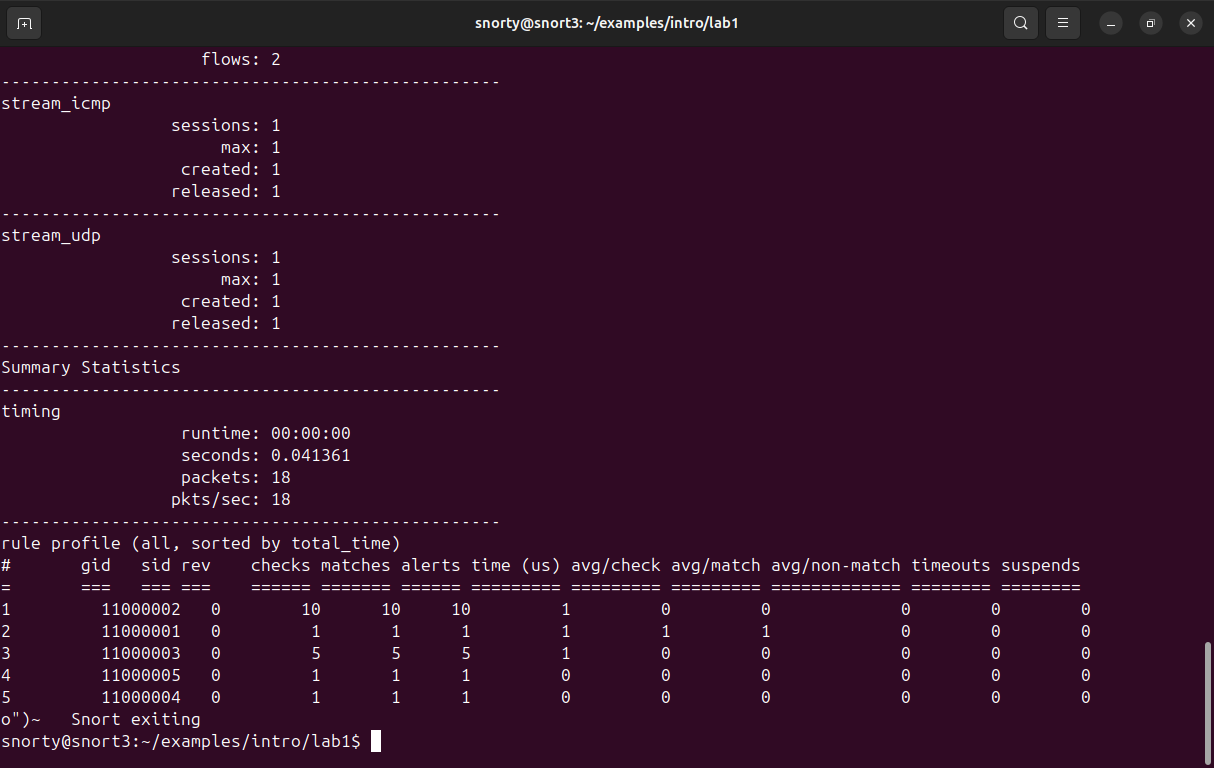 snorty@snort3: ~/examples/intro/lab1
                    flows: 2
--------------------------------------------------
stream_icmp
                 sessions: 1
                      max: 1
                  created: 1
                 released: 1
--------------------------------------------------
stream_udp
                 sessions: 1
                      max: 1
                  created: 1
                 released: 1
--------------------------------------------------
Summary Statistics
--------------------------------------------------
timing
                  runtime: 00:00:00
                  seconds: 0.041361
                  packets: 18
                 pkts/sec: 18
--------------------------------------------------
rule profile (all, sorted by total_time)
#       gid   sid rev    checks matches alerts time (us) avg/check avg/match avg/non-match timeouts suspends
=       ===   === ===    ====== ======= ====== ========= ========= ========= ============= ======== ========
1         11000002   0        10      10     10         1         0         0             0        0        0
2         11000001   0         1       1      1         1         1         1             0        0        0
3         11000003   0         5       5      5         1         0         0             0        0        0
4         11000005   0         1       1      1         0         0         0             0        0        0
5         11000004   0         1       1      1         0         0         0             0        0        0
o")~   Snort exiting
snorty@snort3:~/examples/intro/lab1$